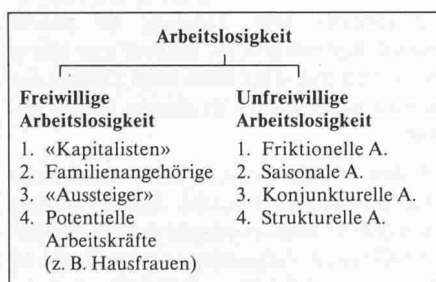 Arbeitslosigkeit
Freiwillige
Arbeitslosigkeit
1. «Kapitalisten»
2. Familienangehörige
3. «Aussteiger»
4. Potentielle
Arbeitskräfte
(z. B. Hausfrauen)
Unfreiwillige
Arbeitslosigkeit
1. Friktionelle A.
2. Saisonale A.
3. Konjunkturelle A.
4. Strukturelle A.